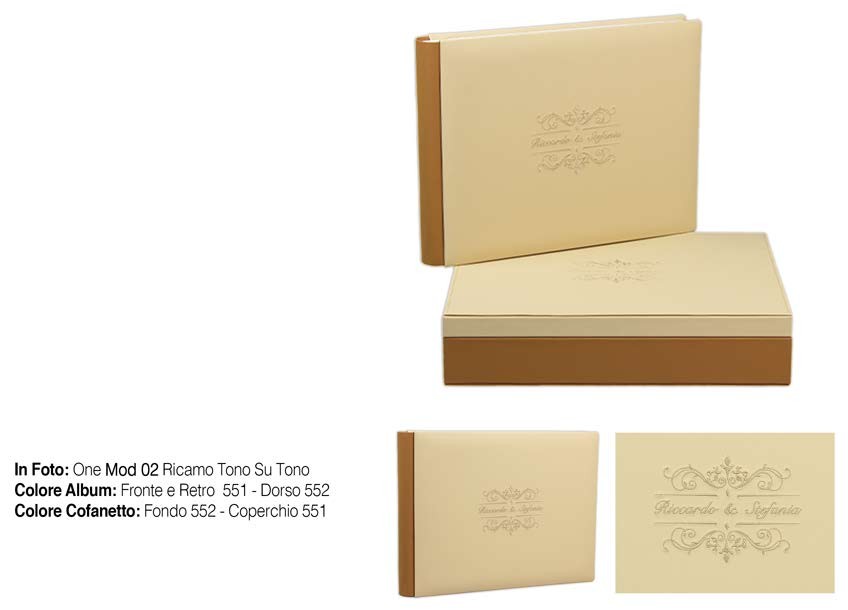 Riccardo & Stefania
Riccardo & Stefania
Riccardo & Stefania
In Foto: One Mod 02 Ricamo Tono Su Tono
Colore Album: Fronte e Retro 551 - Dorso 552
Colore Cofanetto: Fondo 552 - Coperchio 551